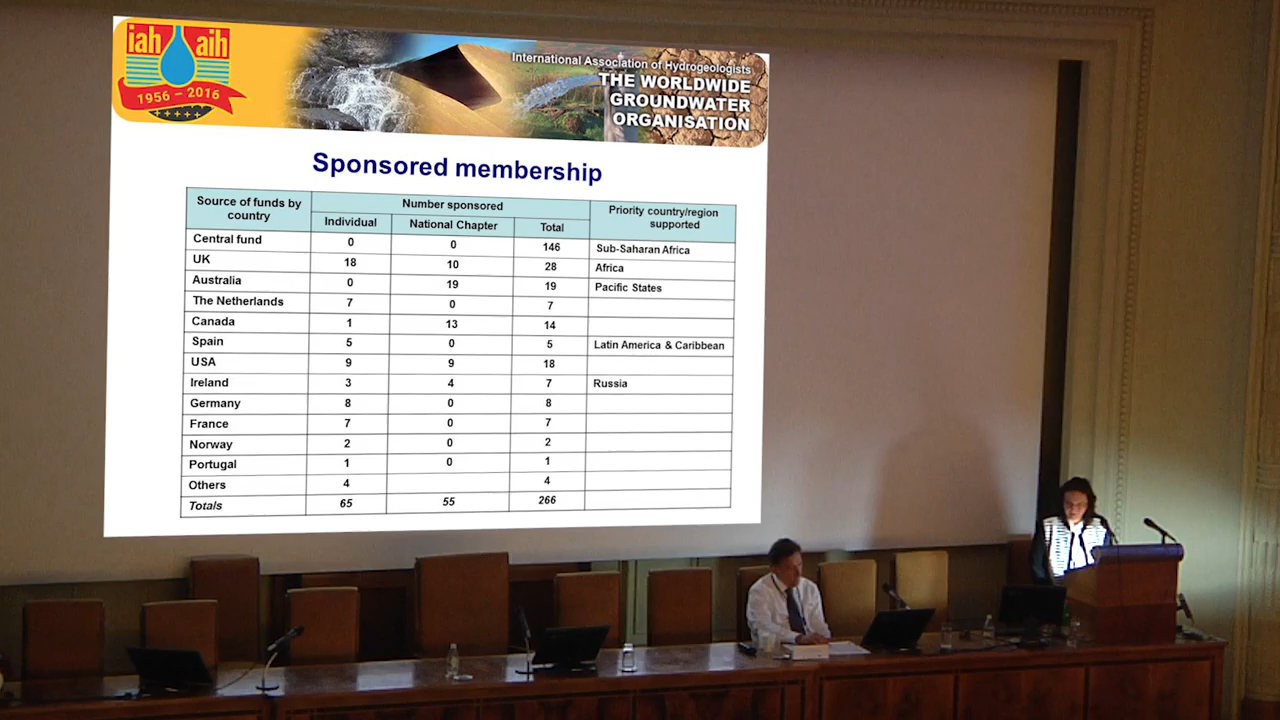 iah aih
1956 – 2016
International Association of Hydrogeologists
THE WORLDWIDE
GROUNDWATER
ORGANISATION
Sponsored membership
Source of funds by country Number sponsored Priority country/region supported
Individual National Chapter Total
Central fund 0 0 146 Sub-Saharan Africa
UK 18 10 28 Africa
Australia 0 19 19 Pacific States
The Netherlands 7 0 7
Canada 1 13 14
Spain 5 0 5 Latin America & Caribbean
USA 9 9 18
Ireland 3 4 7 Russia
Germany 8 0 8
France 7 0 7
Norway 2 0 2
Portugal 1 0 1
Others 4 4
Totals 65 55 266